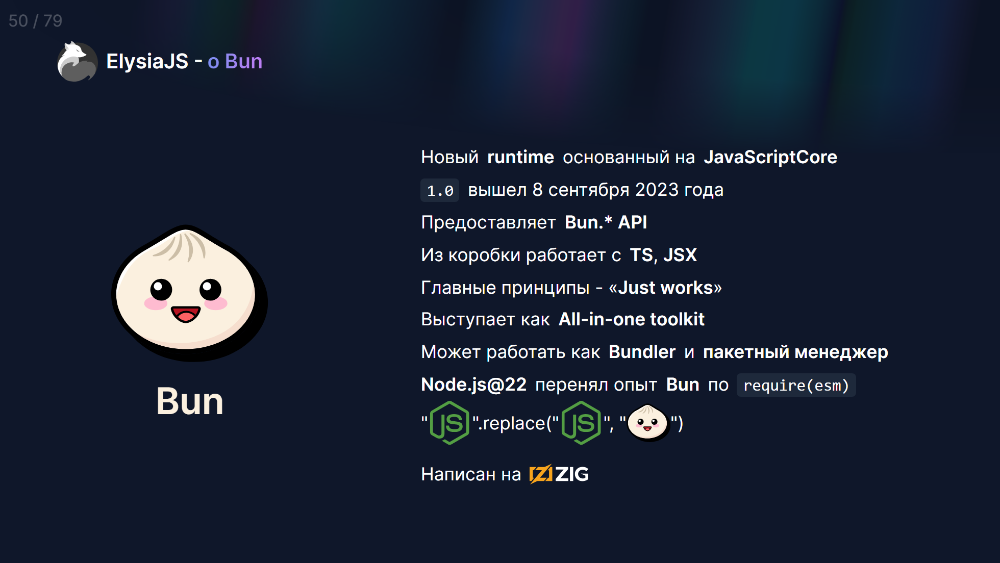 50 / 79
ElysiaJS - о Bun
Новый runtime основанный на JavaScriptCore
1.0 вышел 8 сентября 2023 года
Предоставляет Bun.* API
Из коробки работает с TS, JSX
Главные принципы - «Just works»
Выступает как All-in-one toolkit
Может работать как Bundler и пакетный менеджер
Node.js@22 перенял опыт Bun по require(esm)
"JS".replace("JS", "")
Написан на ZIG
Bun